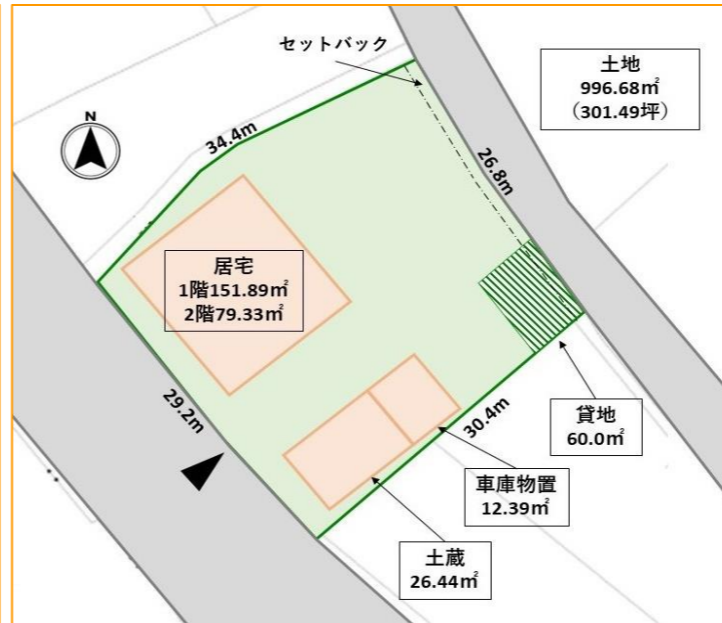 セットバック
土地
996.68㎡
（301.49坪）
N
34.4m
26.8m
居宅
1階151.89㎡
2階79.33㎡
29.2m
30.4m
貸地
60.0㎡
車庫物置
12.39㎡
土蔵
26.44㎡